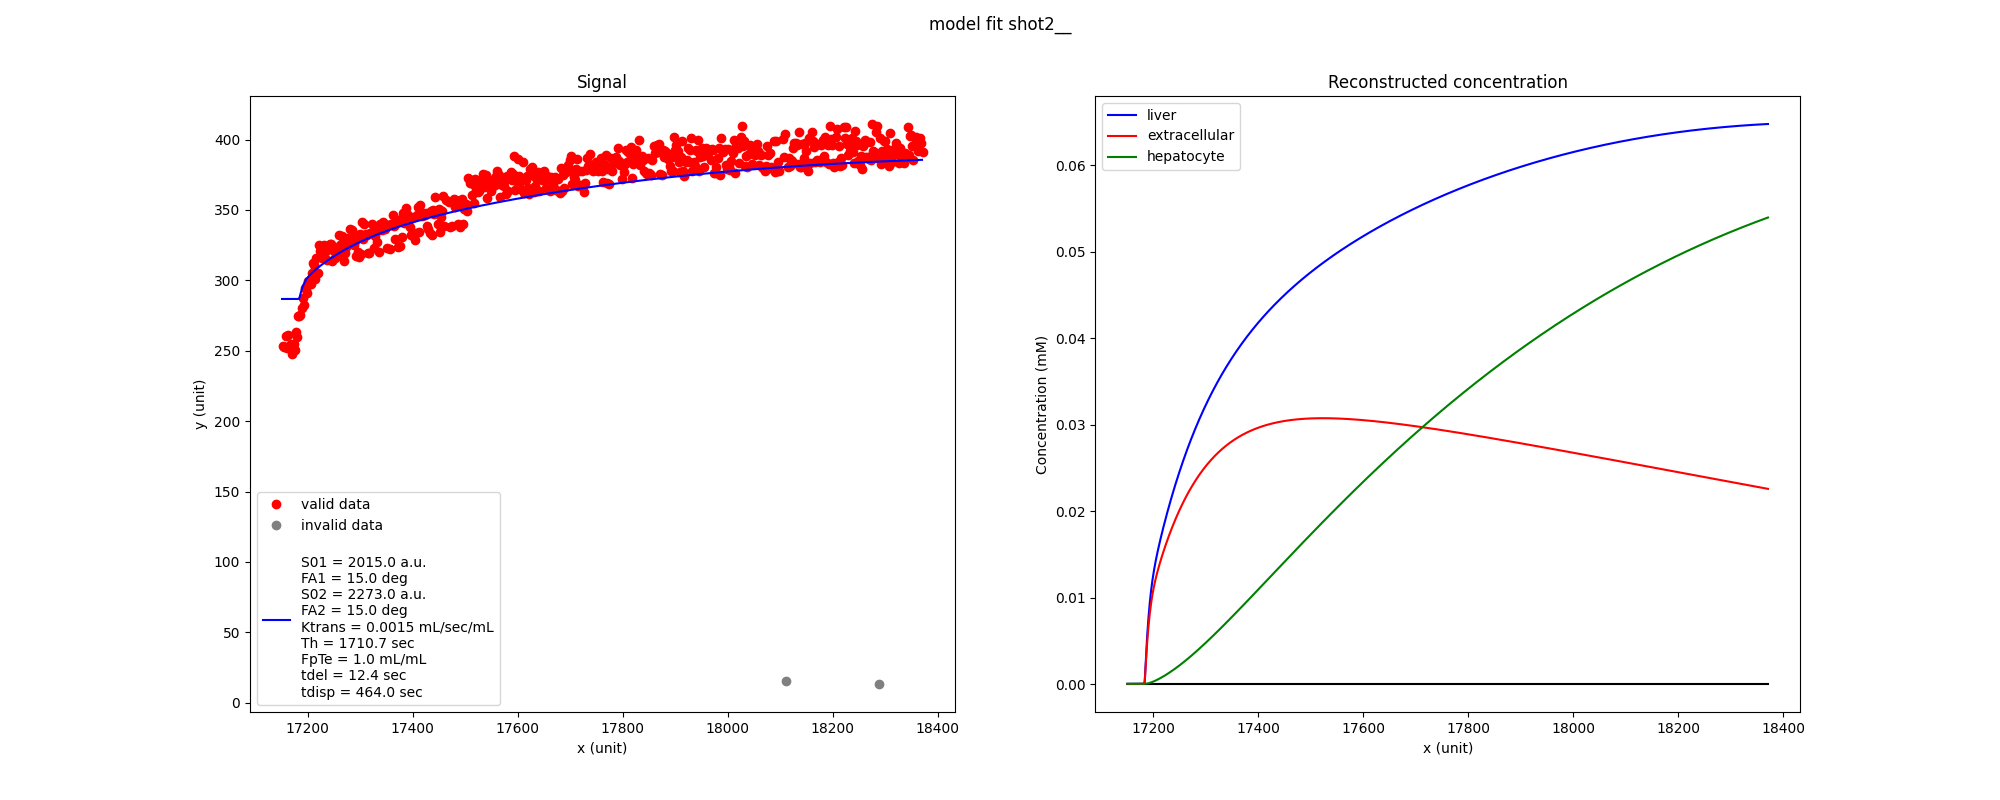 model fit shot2__
Signal
400
350
300
250
200
150
100
50
0
y (unit)
valid data
invalid data
S01 = 2015.0 a.u.
FA1 = 15.0 deg
S02 = 2273.0 a.u.
FA2 = 15.0 deg
Ktrans = 0.0015 mL/sec/mL
Th = 1710.7 sec
FpTe = 1.0 mL/mL
tdel = 12.4 sec
tdisp = 464.0 sec
17200 17400 17600 17800 18000 18200 18400
x (unit)
Reconstructed concentration
liver
extracellular
hepatocyte
0.06
0.05
0.04
0.03
0.02
0.01
0.00
Concentration (mM)
17200 17400 17600 17800 18000 18200 18400
x (unit)